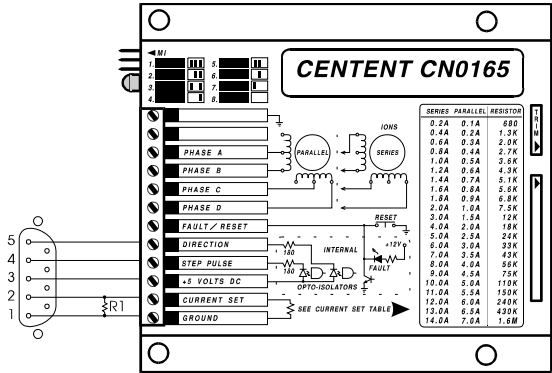 ◄MI
1. 5.
2. 6.
3. 7.
4. 8.
CENTENT CN0165
PHASE A
PHASE B
PHASE C
PHASE D
FAULT/RESET
DIRECTION
STEP PULSE
+5 VOLTS DC
CURRENT SET
GROUND
IONS
PARALLEL
SERIES
RESET
INTERNAL
+12V
180
180
FAULT
OPTO-ISOLATORS
SEE CURRENT SET TABLE
SERIES PARALLEL RESISTOR
0.2A 0.1A 680
0.4A 0.2A 1.3K
0.6A 0.3A 2.0K
0.8A 0.4A 2.7K
1.0A 0.5A 3.6K
1.2A 0.6A 4.3K
1.4A 0.7A 5.1K
1.6A 0.8A 5.6K
1.8A 0.9A 6.8K
2.0A 1.0A 7.5K
3.0A 1.5A 12K
4.0A 2.0A 18K
5.0A 2.5A 24K
6.0A 3.0A 33K
7.0A 3.5A 43K
8.0A 4.0A 56K
9.0A 4.5A 75K
10.0A 5.0A 110K
11.0A 5.5A 150K
12.0A 6.0A 240K
13.0A 6.5A 430K
14.0A 7.0A 1.6M
TRIM
5
4
3
2
1
R1